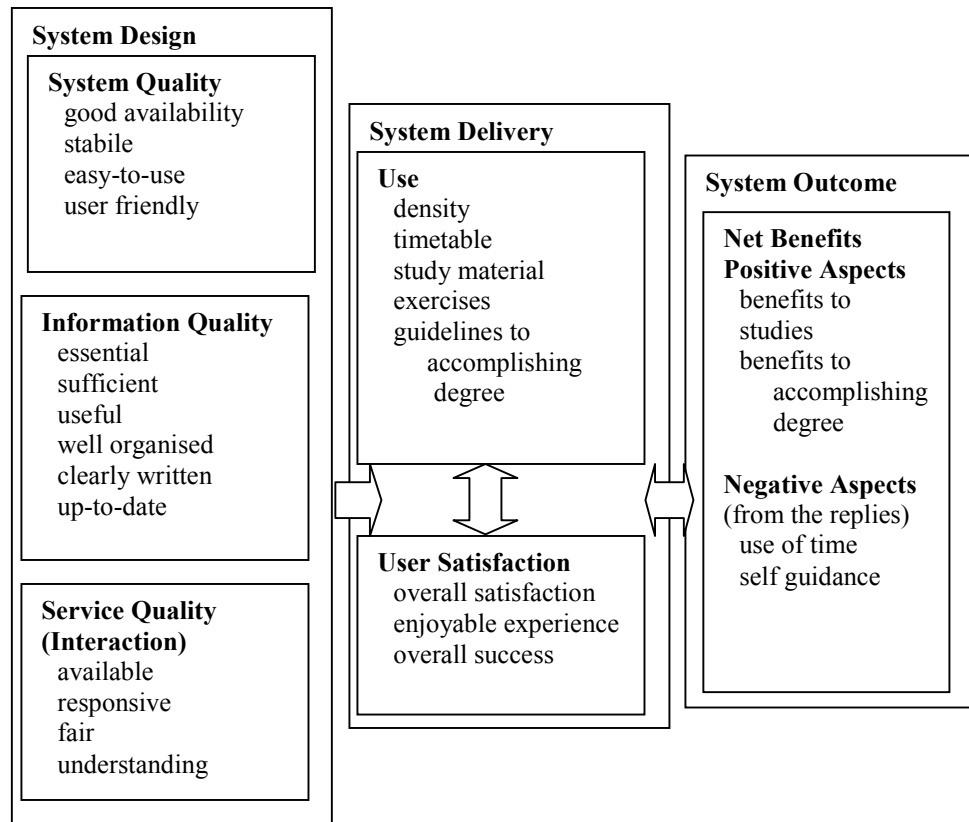 System Design
System Quality
good availability
stabile
easy-to-use
user friendly
Information Quality
essential
sufficient
useful
well organised
clearly written
up-to-date
Service Quality
(Interaction)
available
responsive
fair
understanding
System Delivery
Use
density
timetable
study material
exercises
guidelines to
accomplishing
degree
User Satisfaction
overall satisfaction
enjoyable experience
overall success
System Outcome
Net Benefits
Positive Aspects
benefits to
studies
benefits to
accomplishing
degree
Negative Aspects
(from the replies)
use of time
self guidance